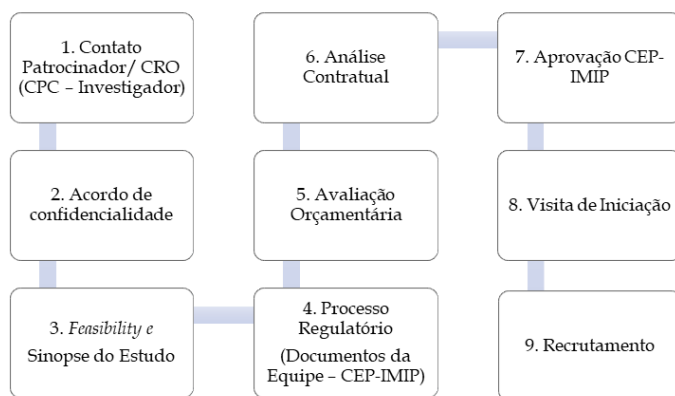 1. Contato
Patrocinador/ CRO
(CPC – Investigador)
2. Acordo de
confidencialidade
3. Feasibility e
Sinopse do Estudo
4. Processo
Regulatório
(Documentos da
Equipe – CEP-IMIP)
5. Avaliação
Orçamentária
6. Análise
Contratual
7. Aprovação CEP-
IMIP
8. Visita de Iniciação
9. Recrutamento